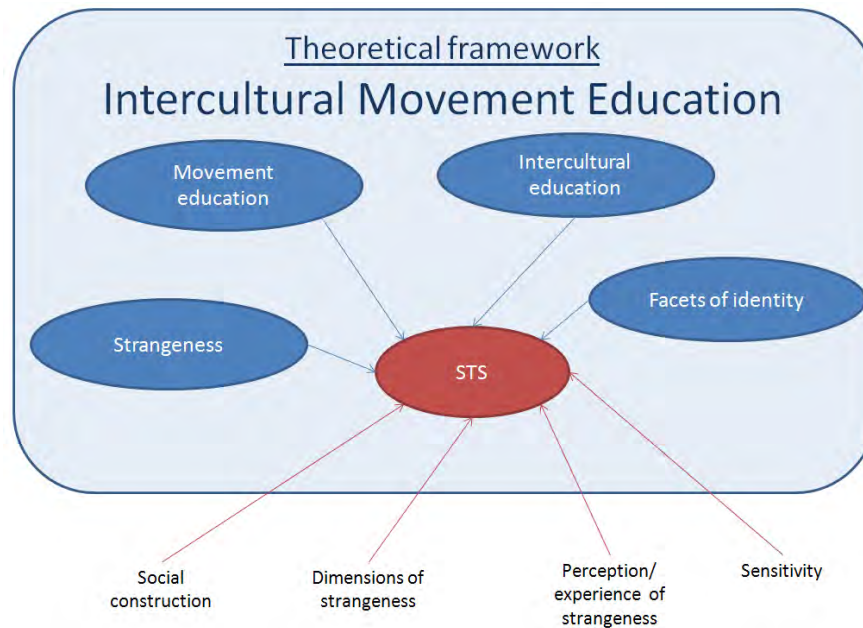 Theoretical framework
Intercultural Movement Education
Movement
education
Intercultural
education
Facets of identity
Strangeness
STS
Social
construction
Dimensions of
strangeness
Perception/
experience of
strangeness
Sensitivity